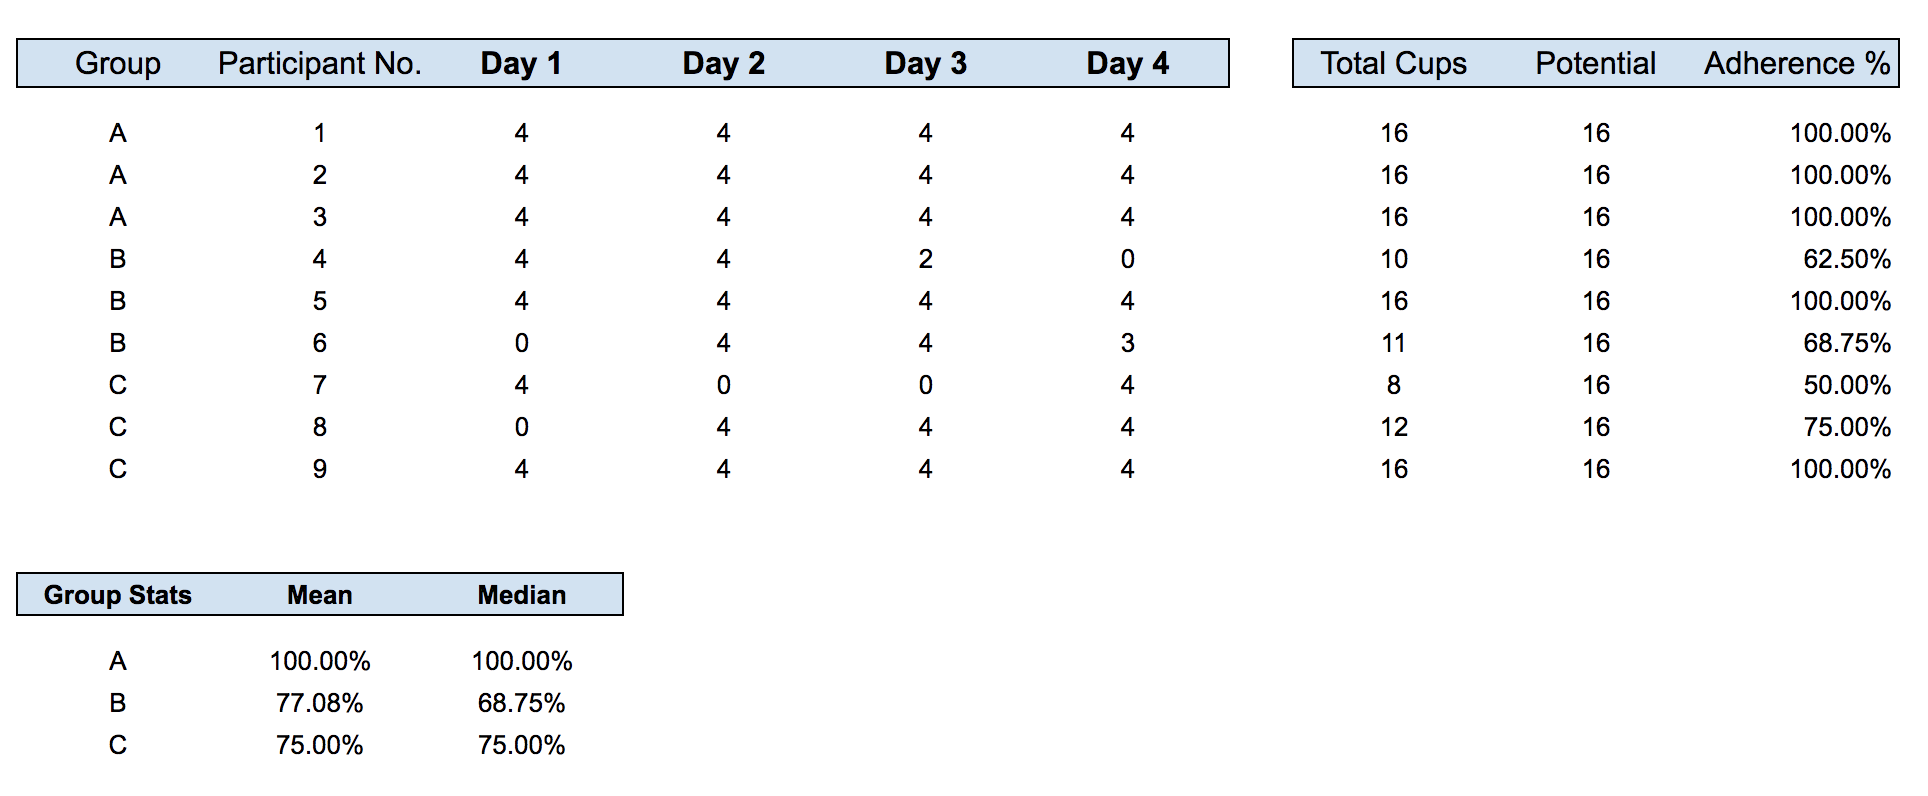 Group Participant No. Day 1 Day 2 Day 3 Day 4 Total Cups Potential Adherence %
A 1 4 4 4 4 16 16 100.00%
A 2 4 4 4 4 16 16 100.00%
A 3 4 4 4 4 16 16 100.00%
B 4 4 4 2 0 10 16 62.50%
B 5 4 4 4 4 16 16 100.00%
B 6 0 4 4 3 11 16 68.75%
C 7 4 0 0 4 8 16 50.00%
C 8 0 4 4 4 12 16 75.00%
C 9 4 4 4 4 16 16 100.00%
Group Stats Mean Median
A 100.00% 100.00%
B 77.08% 68.75%
C 75.00% 75.00%